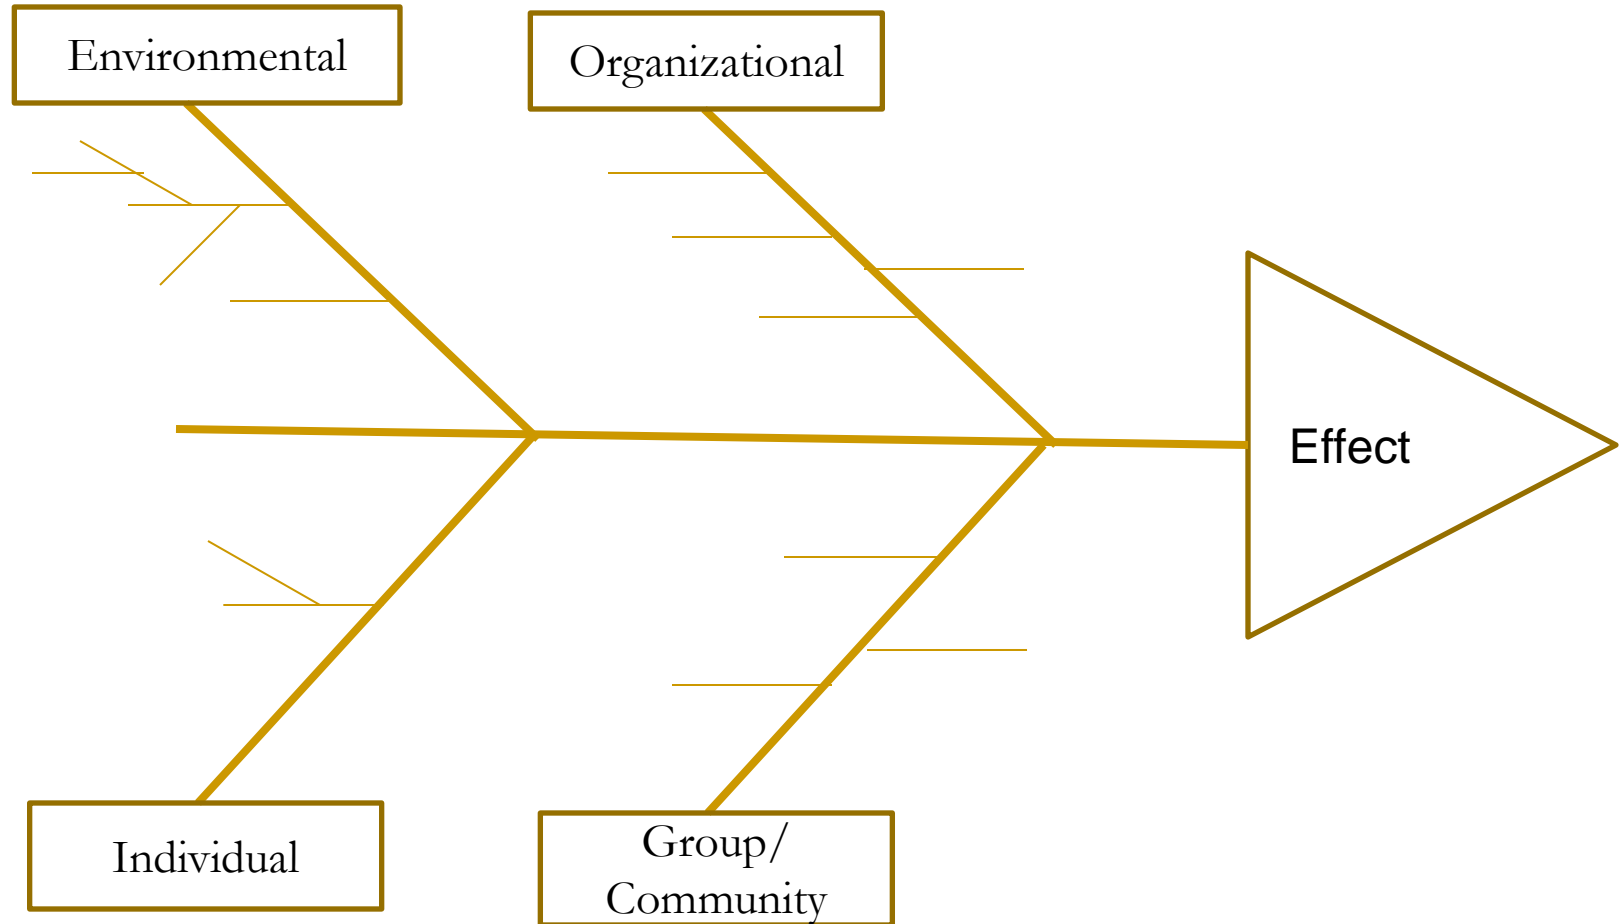 Environmental
Organizational
Effect
Individual
Group/
Community